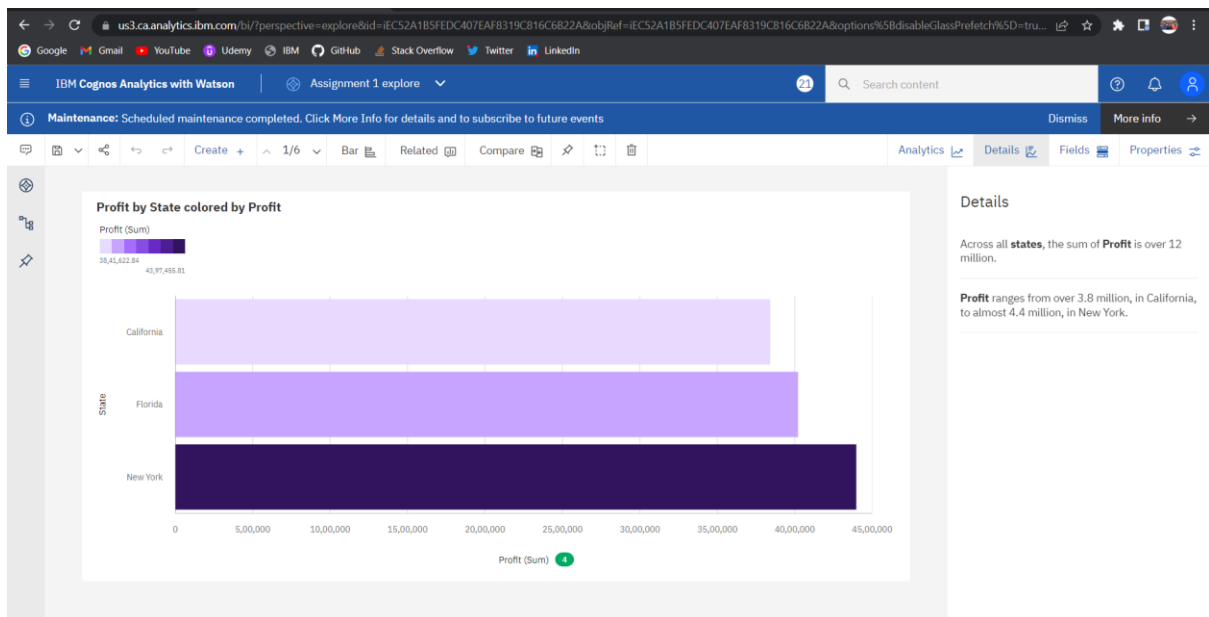 us3.ca.analytics.ibm.com/bi/?perspective=explore&id=iEC52A1B5FEDC407EAF8319C816C6B22A&objRef=iEC52A1B5FEDC407EAF8319C816C6B22A&options%5BdisableGlassPrefetch%5D=tru...
Google Gmail YouTube Udemy IBM GitHub Stack Overflow Twitter LinkedIn
IBM Cognos Analytics with Watson Assignment 1 explore 21 Search content
Maintenance: Scheduled maintenance completed. Click More Info for details and to subscribe to future events Dismiss More info
Create + 1/6 Bar Related Compare Analytics Details Fields Properties
Profit by State colored by Profit
Profit (Sum)
38,41,622.84
43,97,455.81
California
Florida
New York
State
0 5,00,000 10,00,000 15,00,000 20,00,000 25,00,000 30,00,000 35,00,000 40,00,000 45,00,000
Profit (Sum) 4
Details
Across all states, the sum of Profit is over 12
million.
Profit ranges from over 3.8 million, in California,
to almost 4.4 million, in New York.